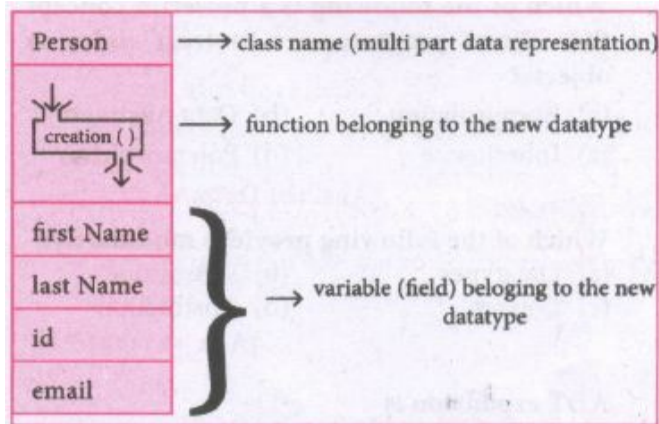 Person → class name (multi part data representation)
creation ( ) → function belonging to the new datatype
first Name
last Name
id
email
→ variable (field) beloging to the new
datatype